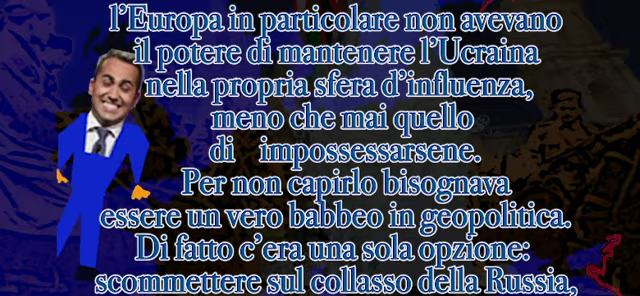 l'Europa in particolare non avevano
il potere di mantenere l'Ucraina
nella propria sfera d'influenza,
meno che mai quello
di impossessarsene.
Per non capirlo bisognava
essere un vero babbeo in geopolitica.
Di fatto c'era una sola opzione:
scommettere sul collasso della Russia,